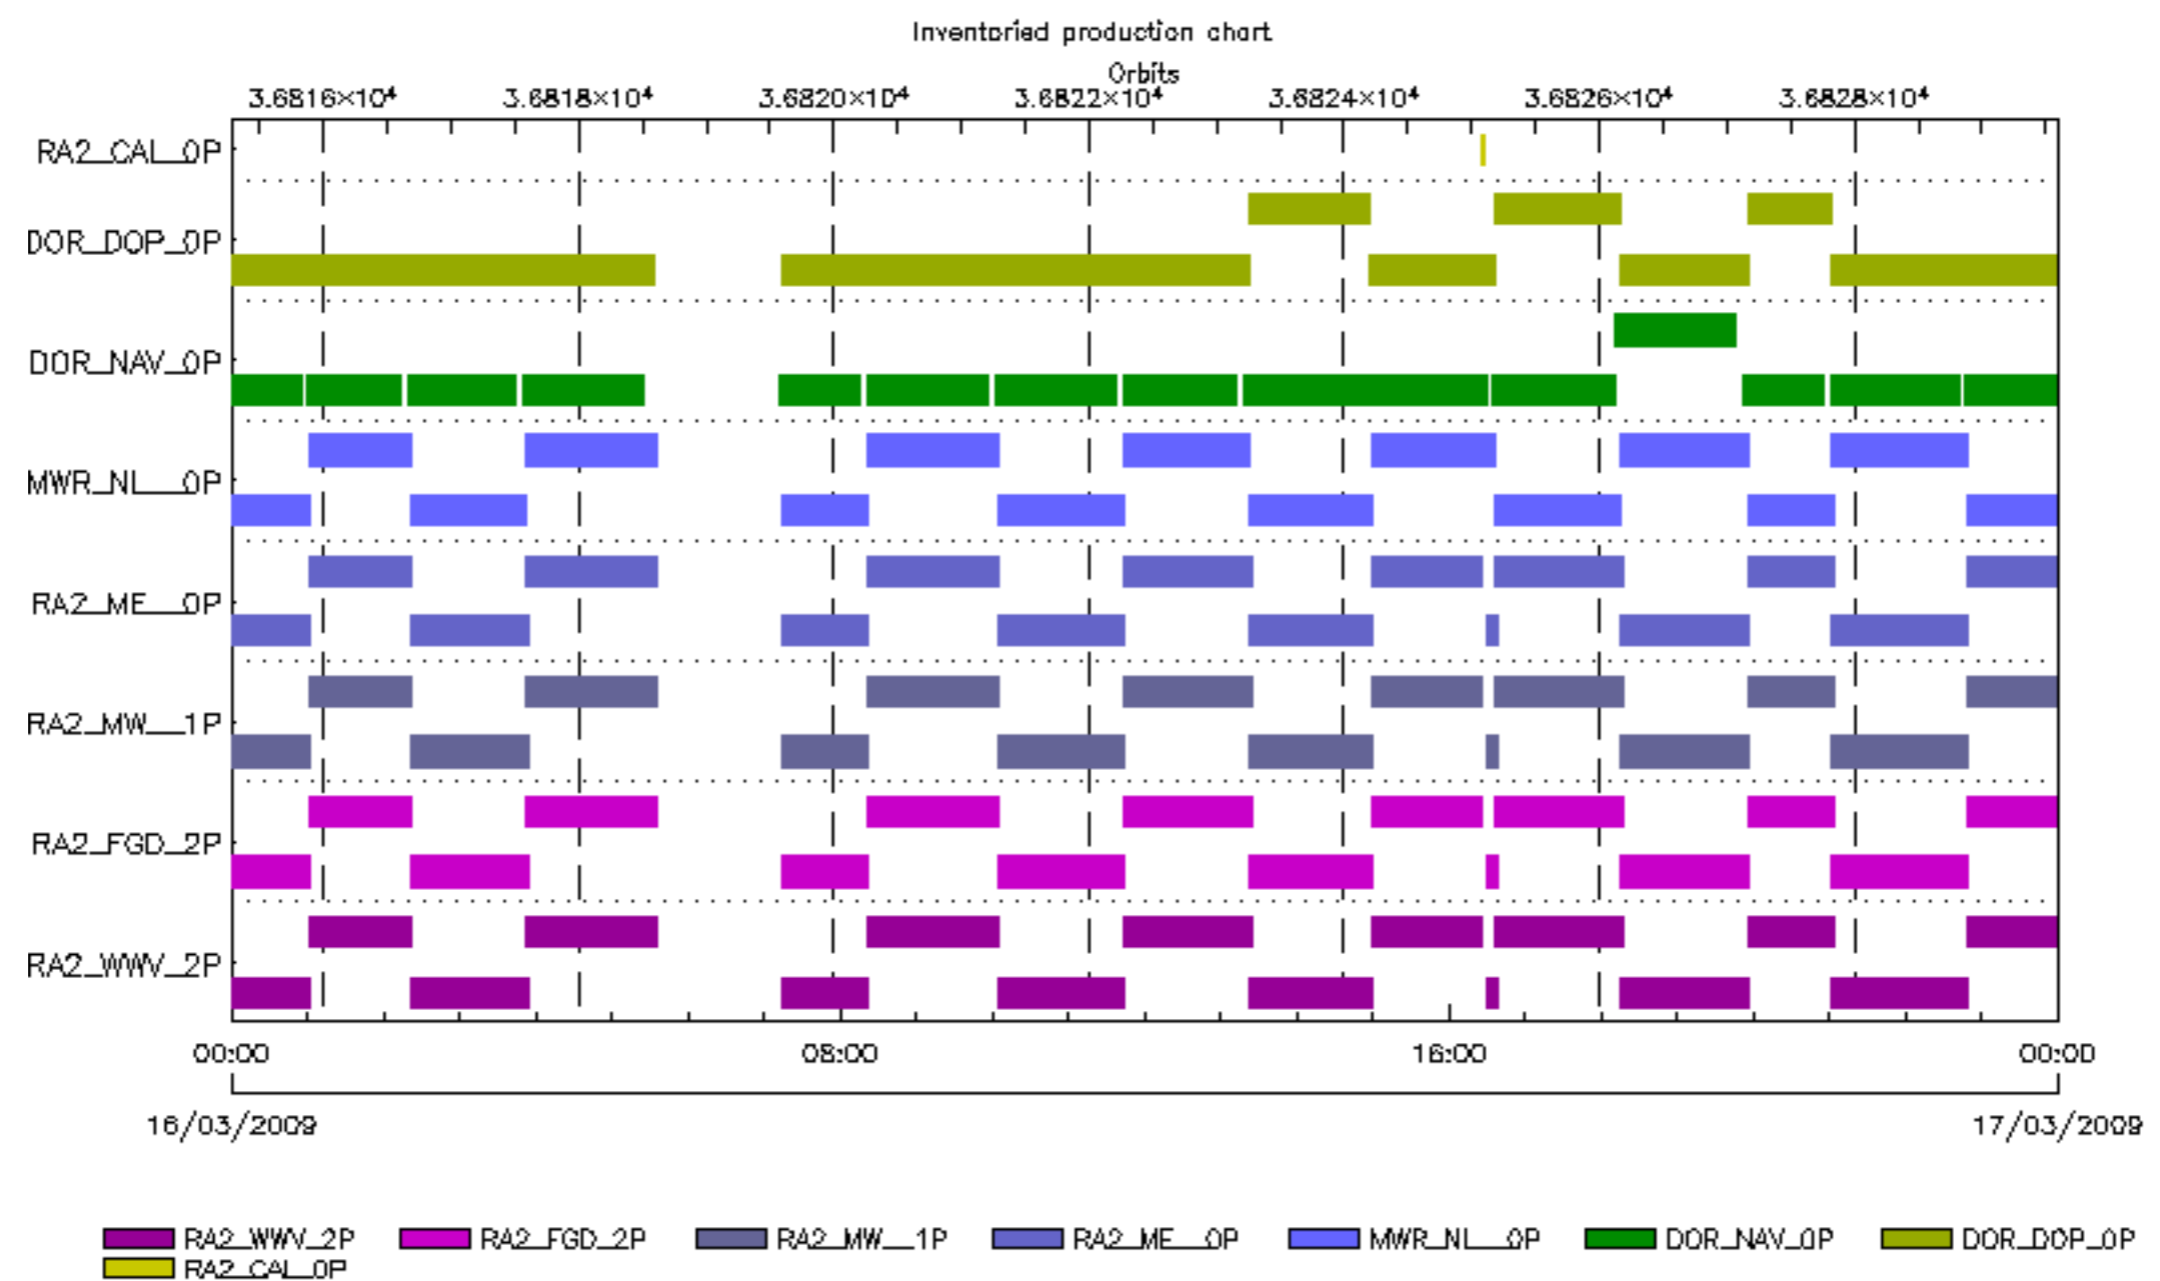 Inventoried production chart
Orbits
3.6816×10⁴ 3.6818×10⁴ 3.6820×10⁴ 3.6822×10⁴ 3.6824×10⁴ 3.6826×10⁴ 3.6828×10⁴
RA2_CAL_0P
DOR_DOP_0P
DOR_NAV_0P
MWR_NL__0P
RA2_ME__0P
RA2_MW__1P
RA2_FGD_2P
RA2_WWV_2P
00:00 08:00 16:00 00:00
16/03/2009 17/03/2009
RA2_WWV_2P RA2_FGD_2P RA2_MW__1P RA2_ME__0P MWR_NL__0P DOR_NAV_0P DOR_DOP_0P
RA2_CAL_0P